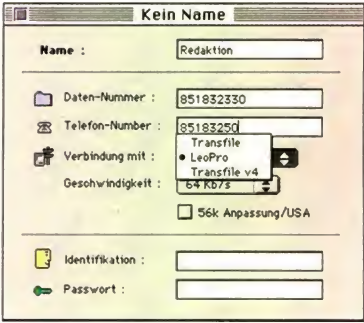 Kein Name
Name : Redaktion
Daten-Nummer : 851832330
Telefon-Number : 85183250
Transfile
Verbindung mit : • LeoPro
Transfile v4
Geschwindigkeit : 64 Kb/s
56k Anpassung/USA
Identifikation :
Passwort :